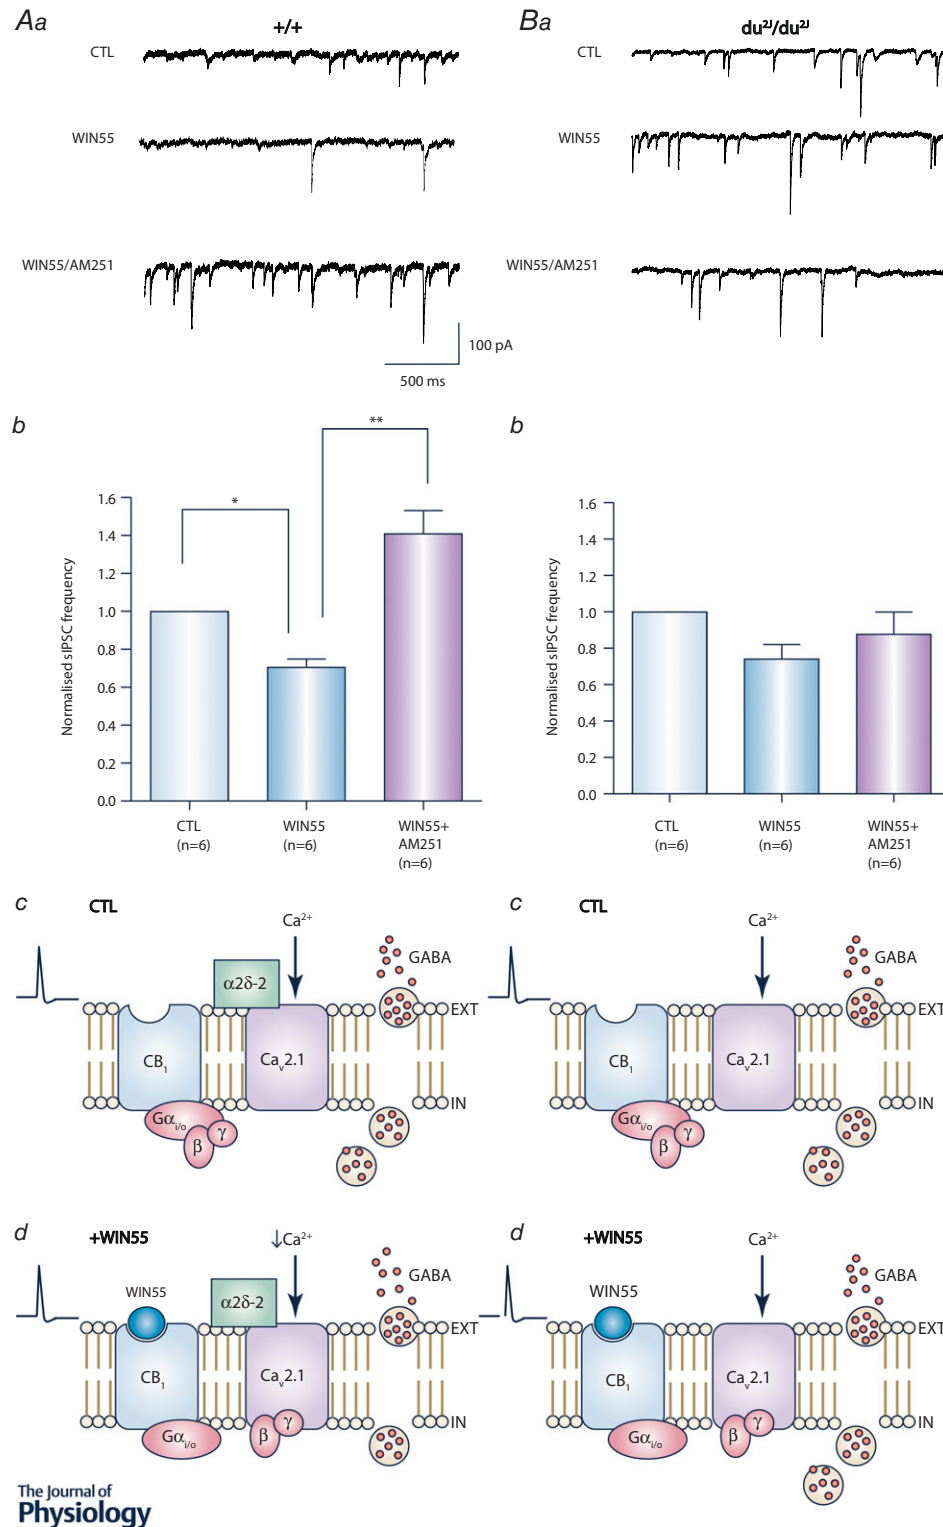 Aa
+/+
CTL
WIN55
WIN55/AM251
100 pA
500 ms
Ba
du²ᴶ/du²ᴶ
CTL
WIN55
WIN55/AM251
b
*
**
Normalised sIPSC frequency
1.6
1.4
1.2
1.0
0.8
0.6
0.4
0.2
0.0
CTL
(n=6)
WIN55
(n=6)
WIN55+
AM251
(n=6)
b
Normalised sIPSC frequency
1.6
1.4
1.2
1.0
0.8
0.6
0.4
0.2
0.0
CTL
(n=6)
WIN55
(n=6)
WIN55+
AM251
(n=6)
c
CTL
Ca²⁺
GABA
α2δ-2
EXT
CB₁
Caᵥ2.1
IN
Gαi/o
β
γ
c
CTL
Ca²⁺
GABA
EXT
CB₁
Caᵥ2.1
IN
Gαi/o
β
γ
d
+WIN55
↓Ca²⁺
WIN55
GABA
α2δ-2
EXT
CB₁
Caᵥ2.1
IN
Gαi/o
β
γ
d
+WIN55
Ca²⁺
WIN55
GABA
EXT
CB₁
Caᵥ2.1
IN
Gαi/o
β
γ
The Journal of
Physiology